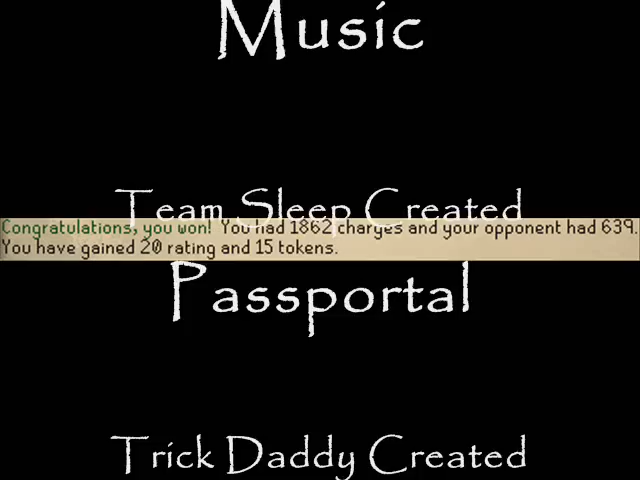 Music
Team Sleep Created
Congratulations, you won! You had 1862 charges and your opponent had 639.
You have gained 20 rating and 15 tokens.
Passportal
Trick Daddy Created